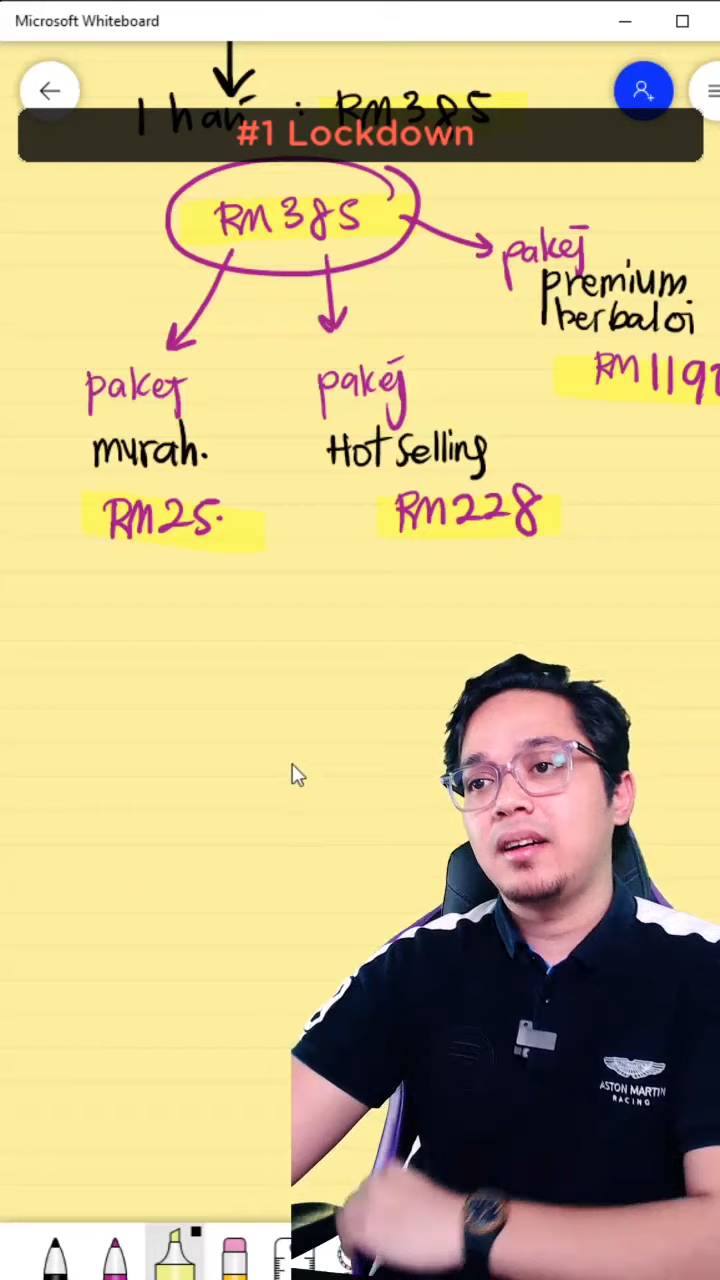 Microsoft Whiteboard
1 hari : RM385
#1 Lockdown
RM385
pakej
premium
berbaloi
pakej
murah.
RM25.
pakej
Hot Selling
RM228
ASTON MARTIN
RACING